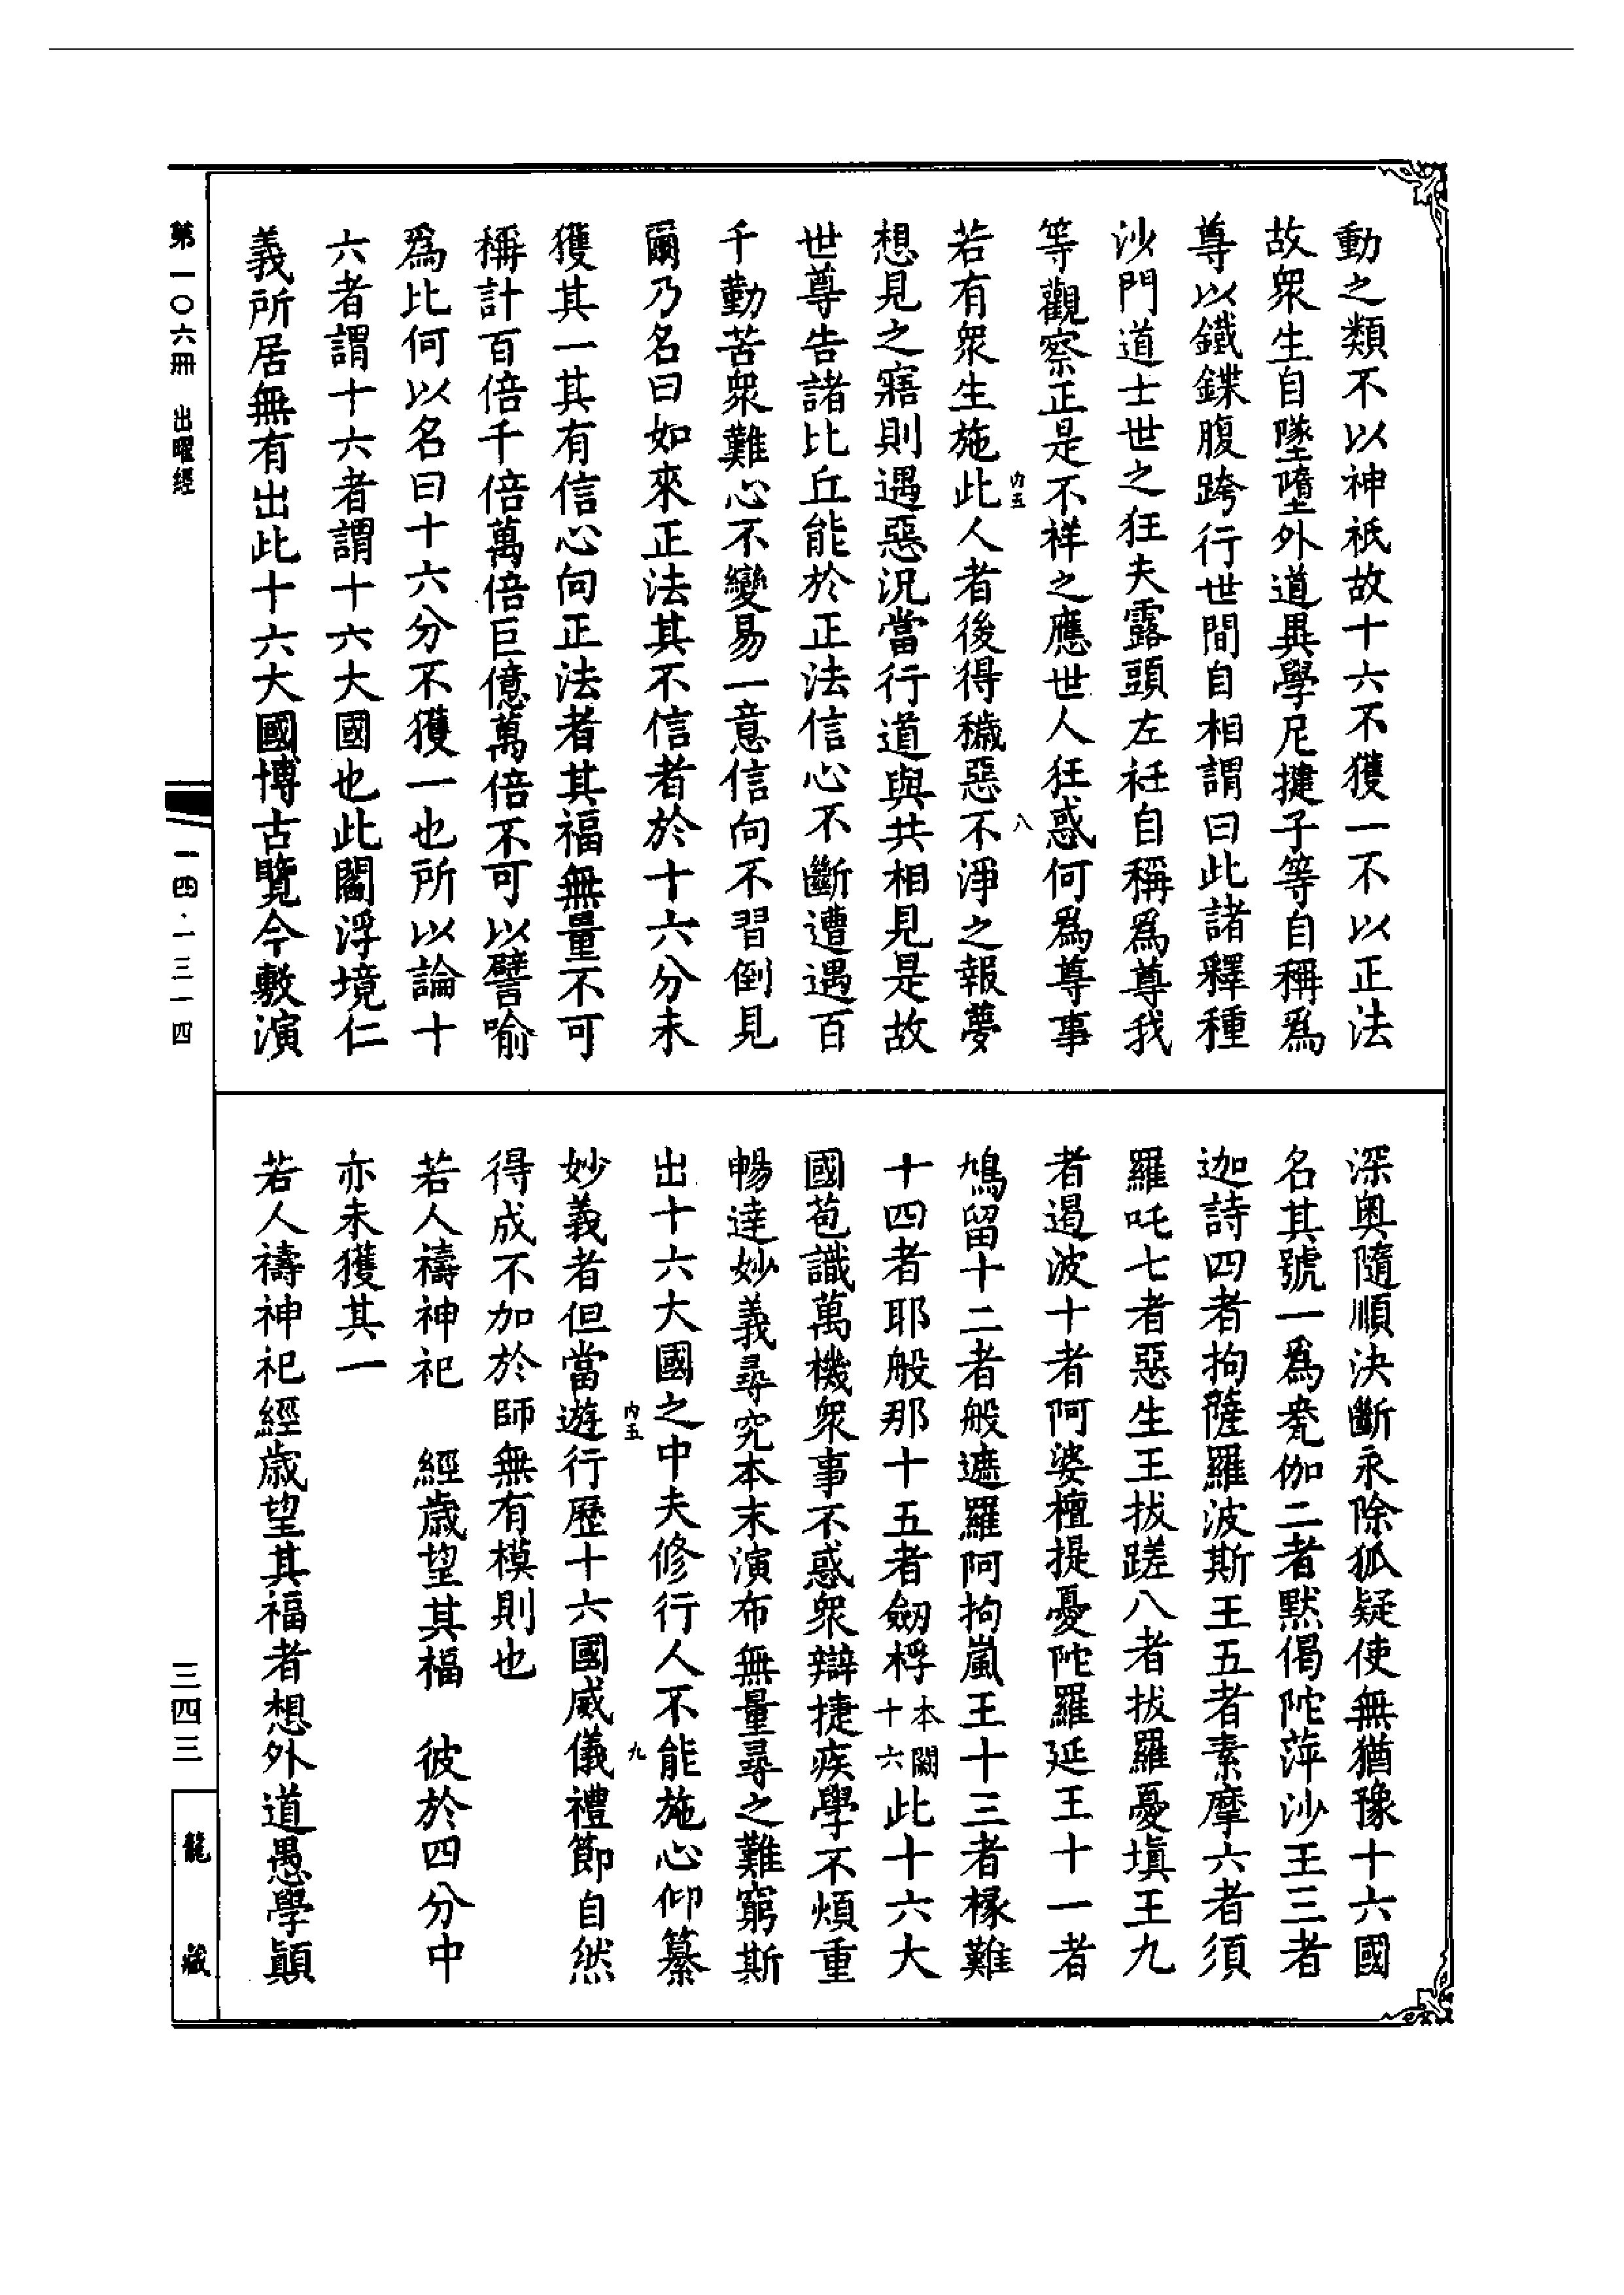 動之類不以神祇故十六不獲一不以正法
故衆生自墜墮外道異學尼揵子等自稱爲
尊以鐵鍱腹跨行世間自相謂曰此諸釋種
沙門道士世之狂夫露頭左衽自稱爲尊我
等觀察正是不祥之應世人狂惑何爲尊事
内五 八
若有衆生施此人者後得穢惡不淨之報夢
想見之寤則遇惡況當行道與共相見是故
世尊告諸比丘能於正法信心不斷遭遇百
千勤苦衆難心不變易一意信向不習倒見
爾乃名曰如來正法其不信者於十六分未
獲其一其有信心向正法者其福無量不可
稱計百倍千倍萬倍巨億萬倍不可以譬喻
爲比何以名曰十六分不獲一也所以論十
六者謂十六者謂十六大國也此閻浮境仁
義所居無有出此十六大國博古覽今敷演
深奧隨順決斷永除狐疑使無猶豫十六國
名其號一爲鴦伽二者默偈陀蓱沙王三者
迦詩四者拘薩羅波斯王五者素摩六者須
羅吒七者惡生王拔蹉八者拔羅憂塡王九
者遏波十者阿婆檀提憂陀羅延王十一者
鳩留十二者般遮羅阿拘嵐王十三者椽難
十四者耶般那十五者劒桴本闕十六此十六大
國苞識萬機衆事不惑衆辯捷疾學不煩重
暢達妙義尋究本末演布無量尋之難窮斯
出十六大國之中夫修行人不能施心仰纂
内五 九
妙義者但當遊行歷十六國威儀禮節自然
得成不加於師無有模則也
若人禱神祀　經歲望其福　彼於四分中
亦未獲其一
若人禱神祀經歲望其福者想外道愚學顚
第一〇六冊　出曜經
一四·一三一四
三四三
龍藏